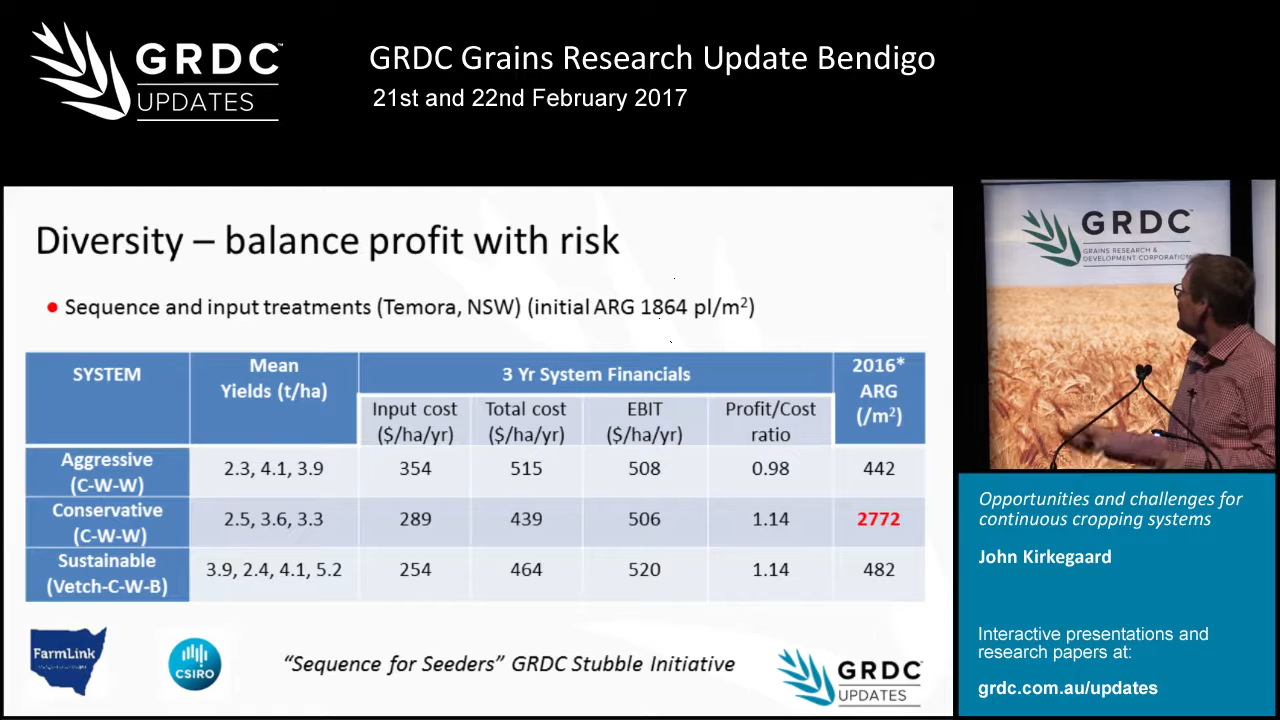 GRDC™
UPDATES
GRDC Grains Research Update Bendigo
21st and 22nd February 2017
Diversity – balance profit with risk
Sequence and input treatments (Temora, NSW) (initial ARG 1864 pl/m²)
SYSTEM
Mean
Yields (t/ha)
3 Yr System Financials
2016*
ARG
(/m²)
Input cost
($/ha/yr)
Total cost
($/ha/yr)
EBIT
($/ha/yr)
Profit/Cost
ratio
Aggressive
(C-W-W)
2.3, 4.1, 3.9
354
515
508
0.98
442
Conservative
(C-W-W)
2.5, 3.6, 3.3
289
439
506
1.14
2772
Sustainable
(Vetch-C-W-B)
3.9, 2.4, 4.1, 5.2
254
464
520
1.14
482
FarmLink
CSIRO
“Sequence for Seeders” GRDC Stubble Initiative
GRDC
UPDATES
GRDC™
GRAINS RESEARCH &
DEVELOPMENT CORPORATION
Opportunities and challenges for
continuous cropping systems
John Kirkegaard
Interactive presentations and
research papers at:
grdc.com.au/updates